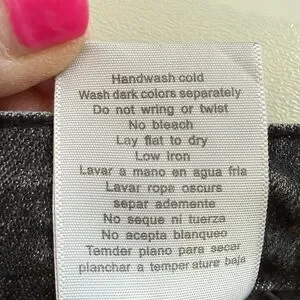 Handwash cold
Wash dark colors separately
Do not wring or twist
No bleach
Lay flat to dry
Low iron
Lavar a mano en agua fria
Lavar ropa oscurs
separ ademente
No seque ni tuerza
No acepta blanqueo
Temder piano para secar
planchar a temper ature baja